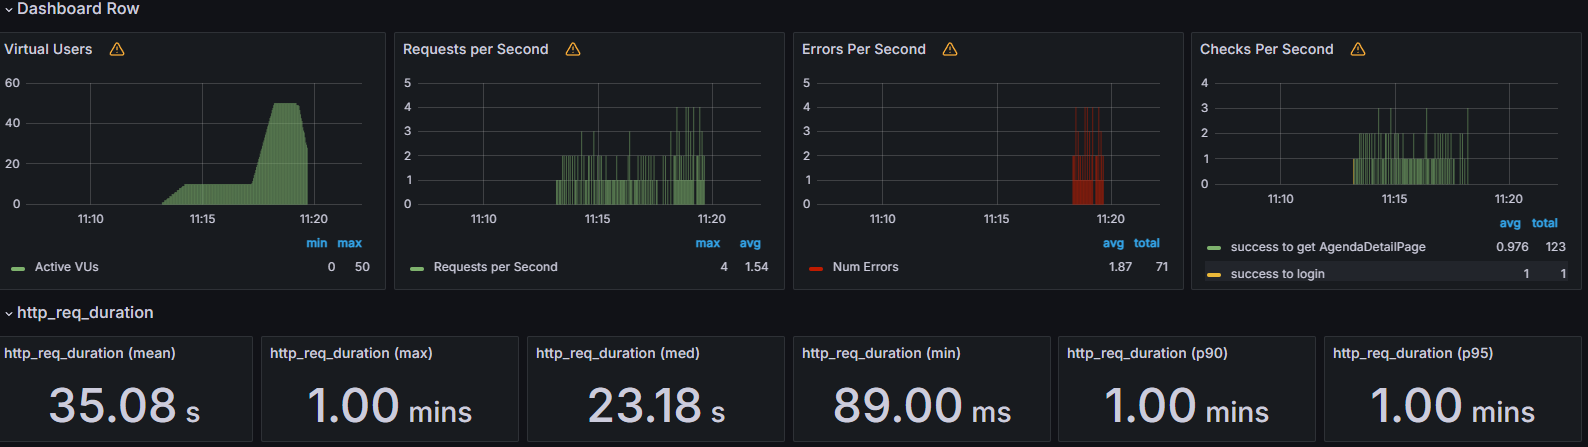 Dashboard Row
Virtual Users
60
40
20
0
11:10 11:15 11:20
min max
Active VUs 0 50
Requests per Second
5
4
3
2
1
0
11:10 11:15 11:20
max avg
Requests per Second 4 1.54
Errors Per Second
5
4
3
2
1
0
11:10 11:15 11:20
avg total
Num Errors 1.87 71
Checks Per Second
4
3
2
1
0
11:10 11:15 11:20
avg total
success to get AgendaDetailPage 0.976 123
success to login 1 1
http_req_duration
http_req_duration (mean)
35.08 s
http_req_duration (max)
1.00 mins
http_req_duration (med)
23.18 s
http_req_duration (min)
89.00 ms
http_req_duration (p90)
1.00 mins
http_req_duration (p95)
1.00 mins